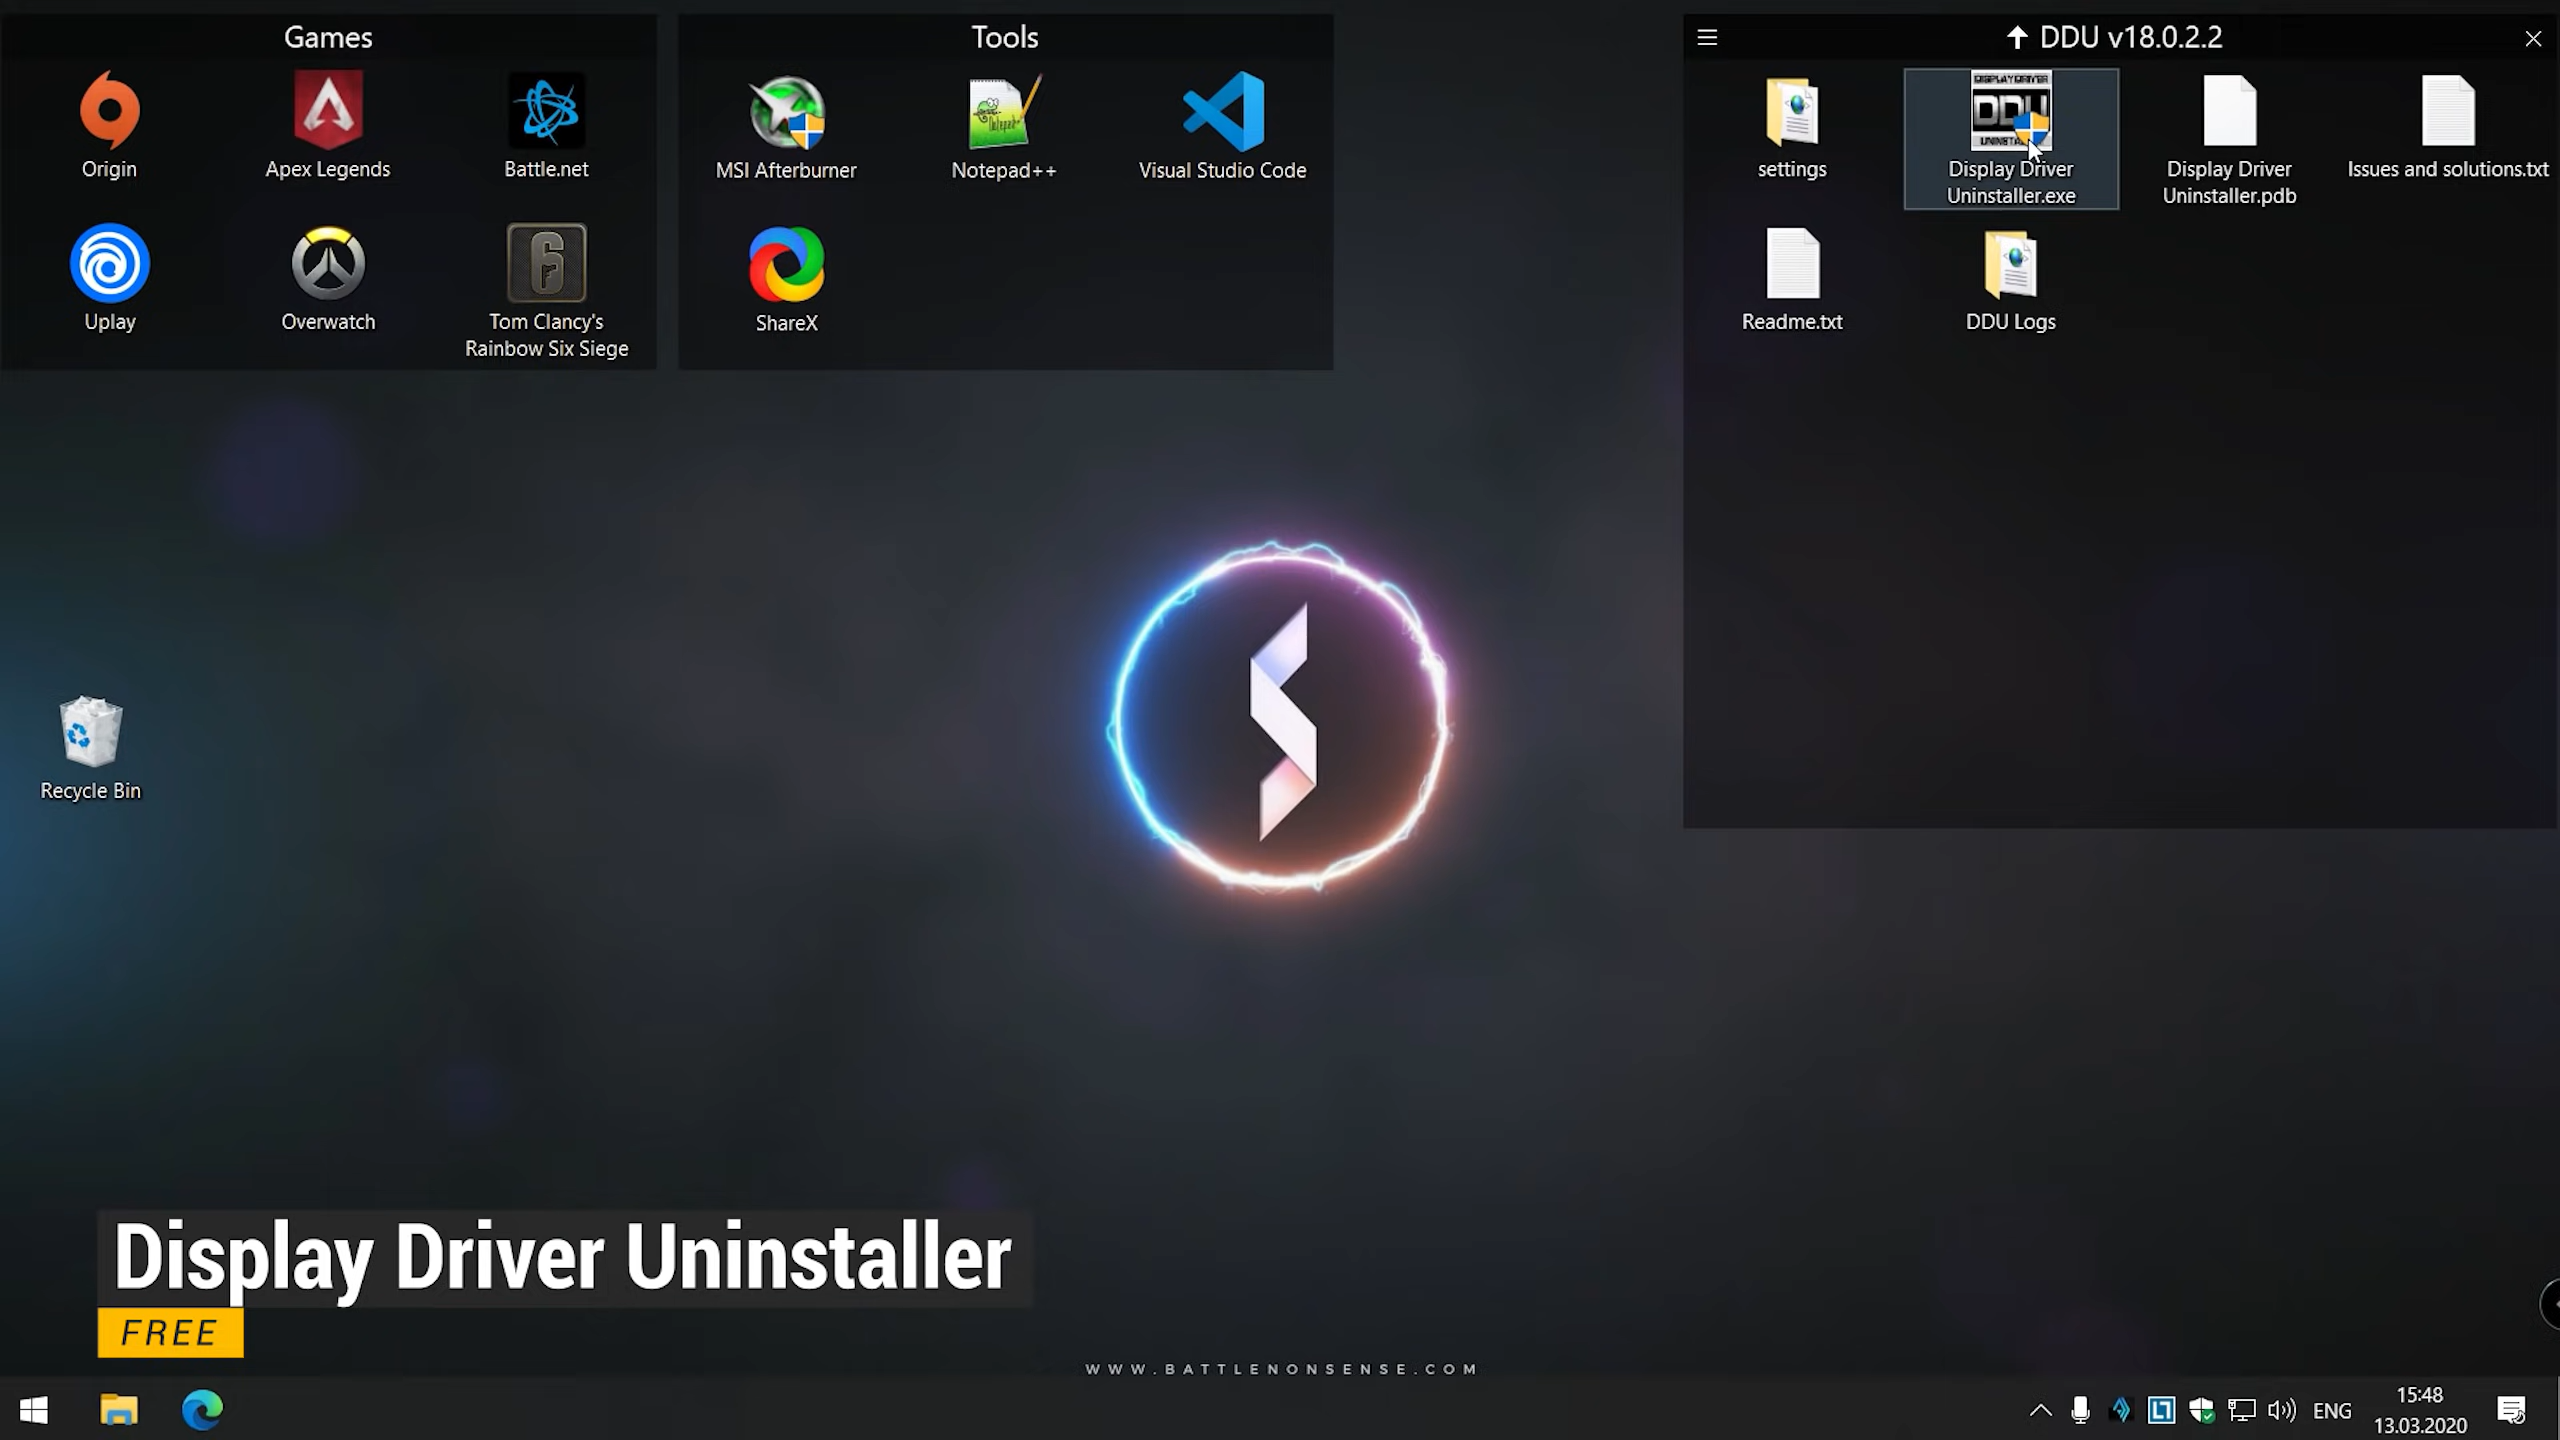 Games
Origin
Apex Legends
Battle.net
Uplay
Overwatch
Tom Clancy's
Rainbow Six Siege
Tools
MSI Afterburner
Notepad++
Visual Studio Code
ShareX
DDU v18.0.2.2
settings
DISPLAY DRIVER
DDU
Display Driver
Uninstaller.exe
Display Driver
Uninstaller.pdb
Issues and solutions.txt
Readme.txt
DDU Logs
Recycle Bin
Display Driver Uninstaller
FREE
WWW.BATTLENONSENSE.COM
ENG
15:48
13.03.2020